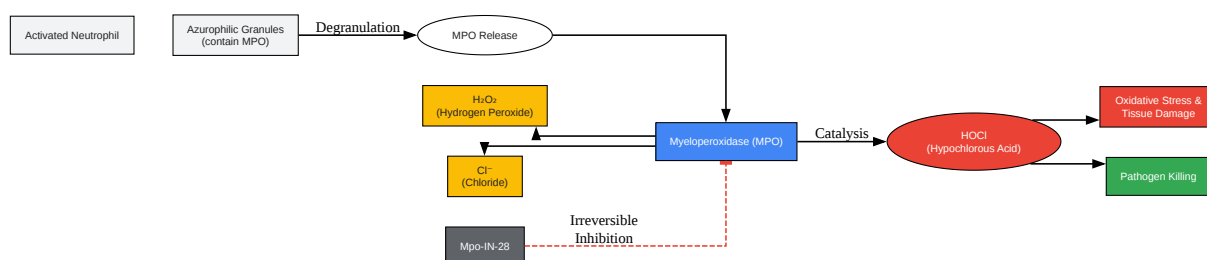 Activated Neutrophil
Azurophilic Granules
(contain MPO)
Degranulation
MPO Release
H₂O₂
(Hydrogen Peroxide)
Cl⁻
(Chloride)
Myeloperoxidase (MPO)
Catalysis
HOCl
(Hypochlorous Acid)
Oxidative Stress &
Tissue Damage
Pathogen Killing
Mpo-IN-28
Irreversible
Inhibition